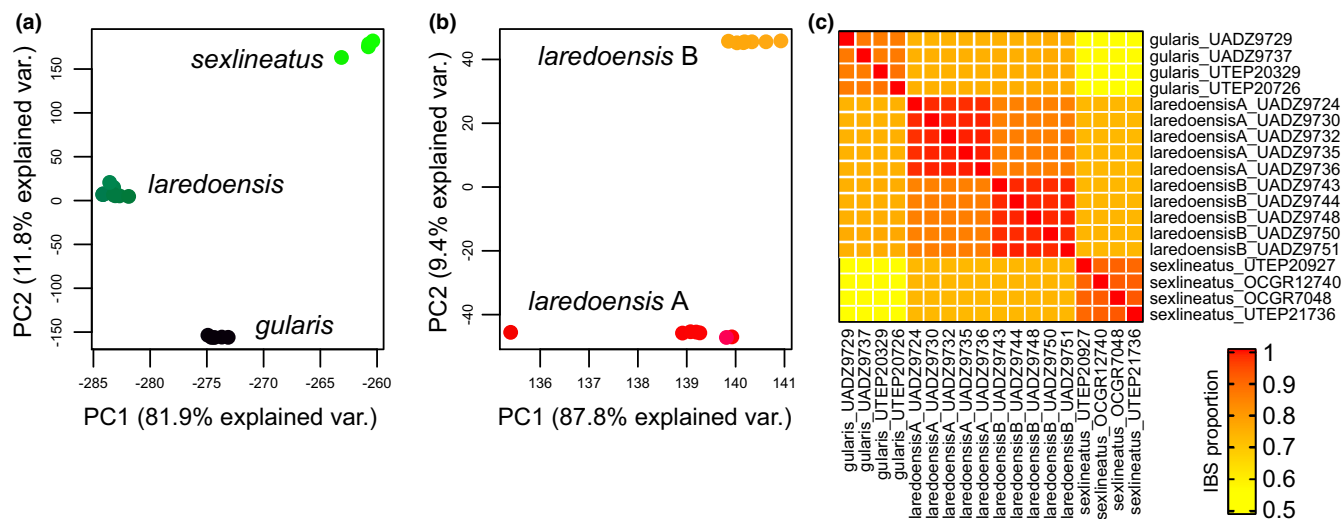 (a)
sexlineatus
laredoensis
gularis
150
100
50
0
-50
-100
-150
PC2 (11.8% explained var.)
-285
-280
-275
-270
-265
-260
PC1 (81.9% explained var.)
(b)
laredoensis B
laredoensis A
40
20
0
-20
-40
PC2 (9.4% explained var.)
136
137
138
139
140
141
PC1 (87.8% explained var.)
(c)
gularis_UADZ9729
gularis_UADZ9737
gularis_UTEP20329
gularis_UTEP20726
laredoensisA_UADZ9724
laredoensisA_UADZ9730
laredoensisA_UADZ9732
laredoensisA_UADZ9735
laredoensisA_UADZ9736
laredoensisB_UADZ9743
laredoensisB_UADZ9744
laredoensisB_UADZ9748
laredoensisB_UADZ9750
laredoensisB_UADZ9751
sexlineatus_UTEP20927
sexlineatus_OCGR12740
sexlineatus_OCGR7048
sexlineatus_UTEP21736
gularis_UADZ9729
gularis_UADZ9737
gularis_UTEP20329
gularis_UTEP20726
laredoensisA_UADZ9724
laredoensisA_UADZ9730
laredoensisA_UADZ9732
laredoensisA_UADZ9735
laredoensisA_UADZ9736
laredoensisB_UADZ9743
laredoensisB_UADZ9744
laredoensisB_UADZ9748
laredoensisB_UADZ9750
laredoensisB_UADZ9751
sexlineatus_UTEP20927
sexlineatus_OCGR12740
sexlineatus_OCGR7048
sexlineatus_UTEP21736
IBS proportion
1
0.9
0.8
0.7
0.6
0.5